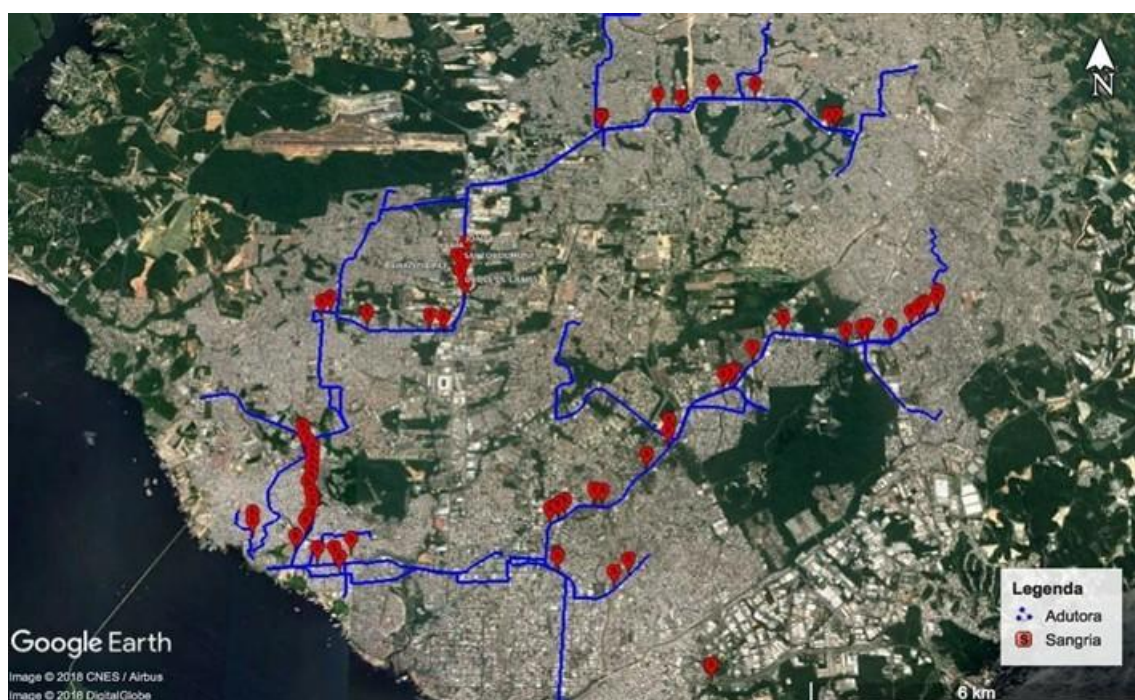 N
Legenda
Adutora
S Sangria
Google Earth
Image © 2018 CNES / Airbus
Image © 2018 DigitalGlobe
6 km